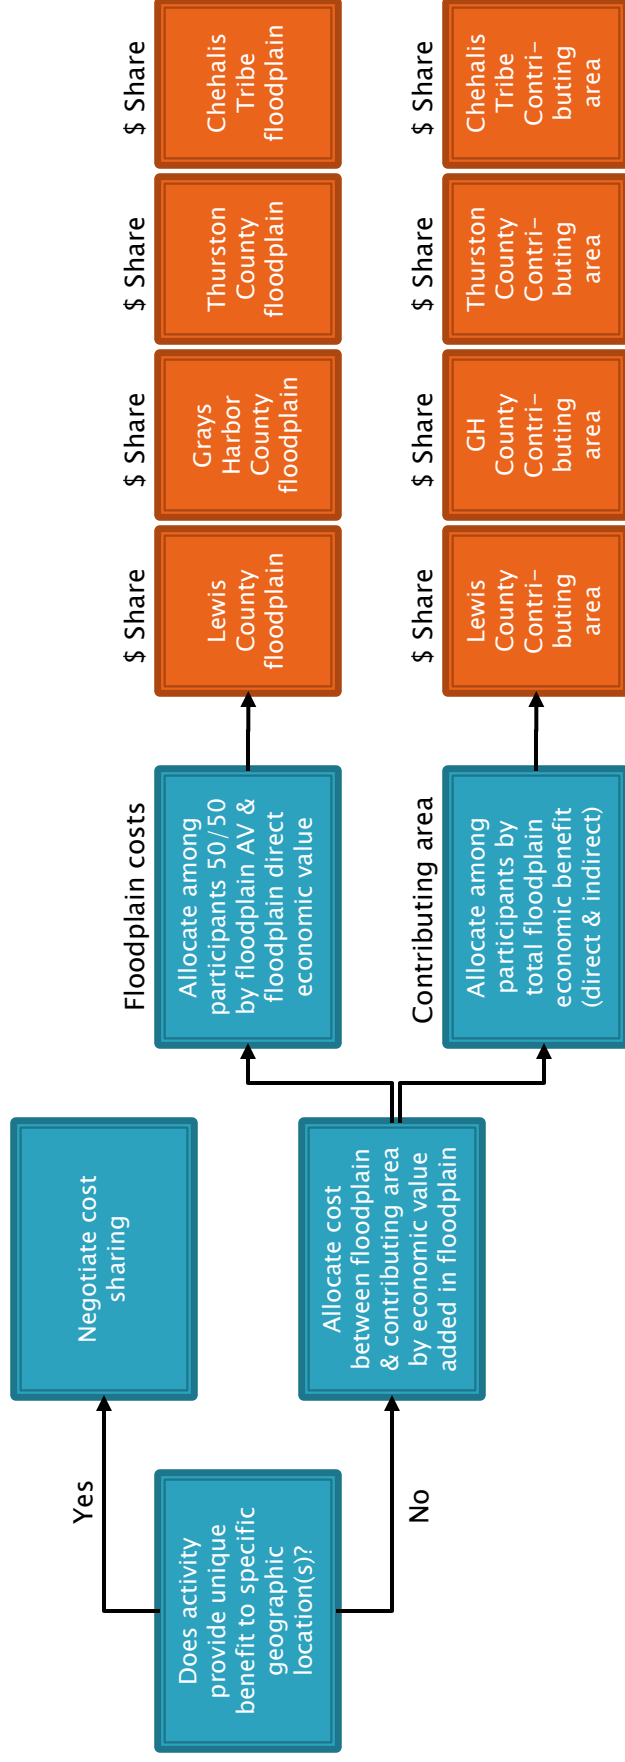 Does activity
provide unique
benefit to specific
geographic
location(s)?
Yes
No
Negotiate cost
sharing
Allocate cost
between floodplain
& contributing area
by economic value
added in floodplain
Floodplain costs
Allocate among
participants 50/50
by floodplain AV &
floodplain direct
economic value
$ Share
Lewis
County
floodplain
$ Share
Grays
Harbor
County
floodplain
$ Share
Thurston
County
floodplain
$ Share
Chehalis
Tribe
floodplain
Contributing area
Allocate among
participants by
total floodplain
economic benefit
(direct & indirect)
$ Share
Lewis
County
Contri-
buting
area
$ Share
GH
County
Contri-
buting
area
$ Share
Thurston
County
Contri-
buting
area
$ Share
Chehalis
Tribe
Contri-
buting
area